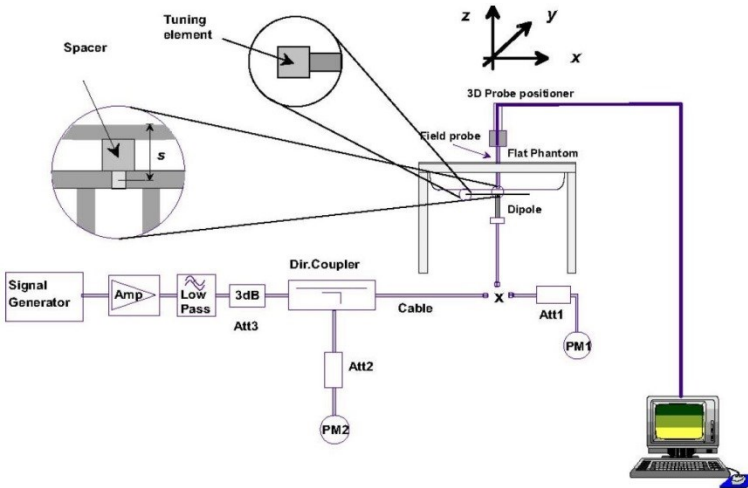 Tuning
element
Spacer
s
z
y
x
3D Probe positioner
Field probe
Flat Phantom
Dipole
Dir.Coupler
Signal
Generator
Amp
Low
Pass
3dB
Att3
Cable
x
Att1
PM1
Att2
PM2